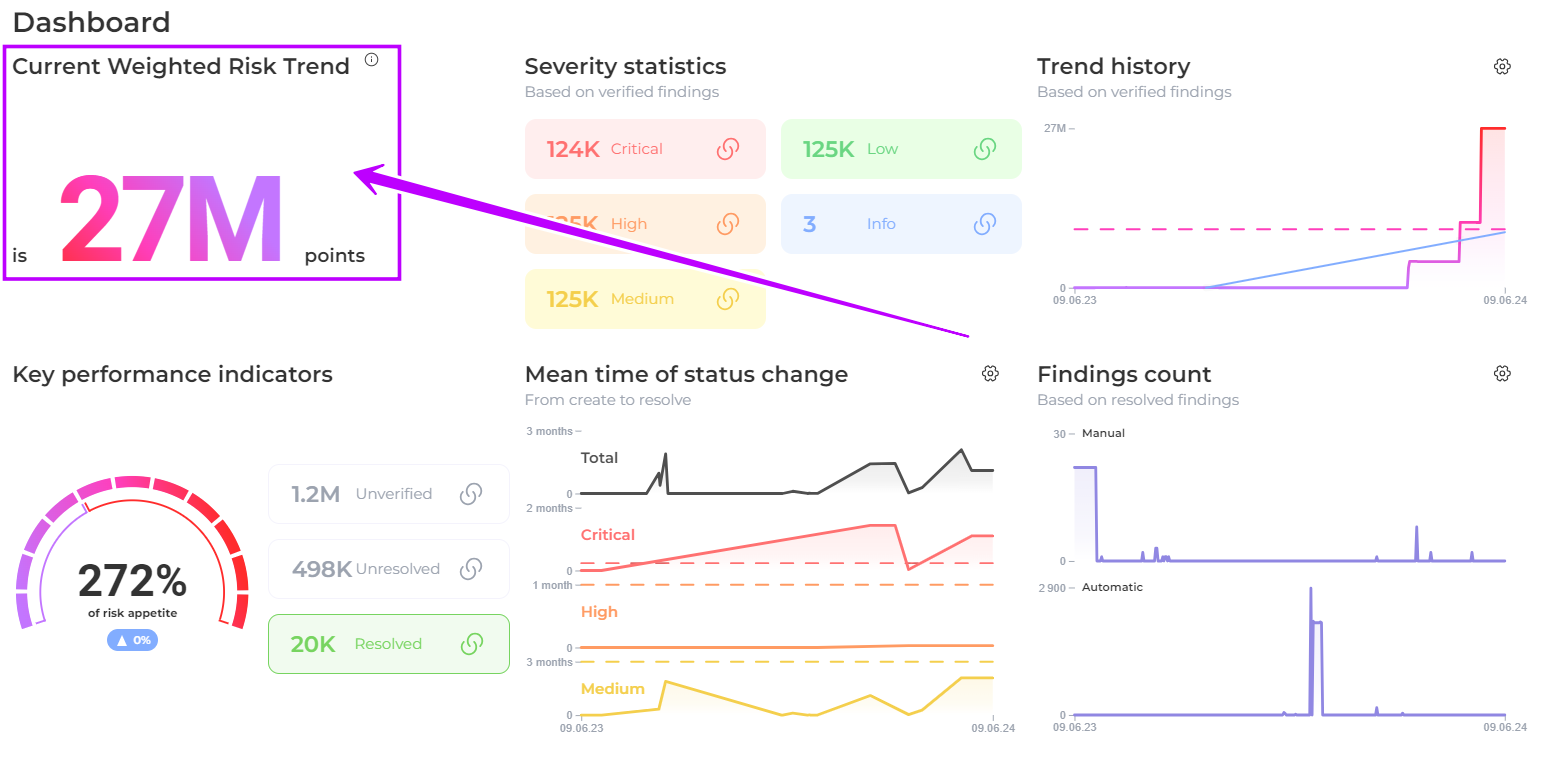 Dashboard
Current Weighted Risk Trend
is 27M points
Severity statistics
Based on verified findings
124K Critical
125K Low
High
3 Info
125K Medium
Trend history
Based on verified findings
27M
0
09.06.23 09.06.24
Key performance indicators
272%
of risk appetite
0%
1.2M Unverified
498K Unresolved
20K Resolved
Mean time of status change
From create to resolve
3 months
Total
0
2 months
Critical
0
1 month
High
0
3 months
Medium
0
09.06.23 09.06.24
Findings count
Based on resolved findings
30 Manual
0
2 900 Automatic
0
09.06.23 09.06.24